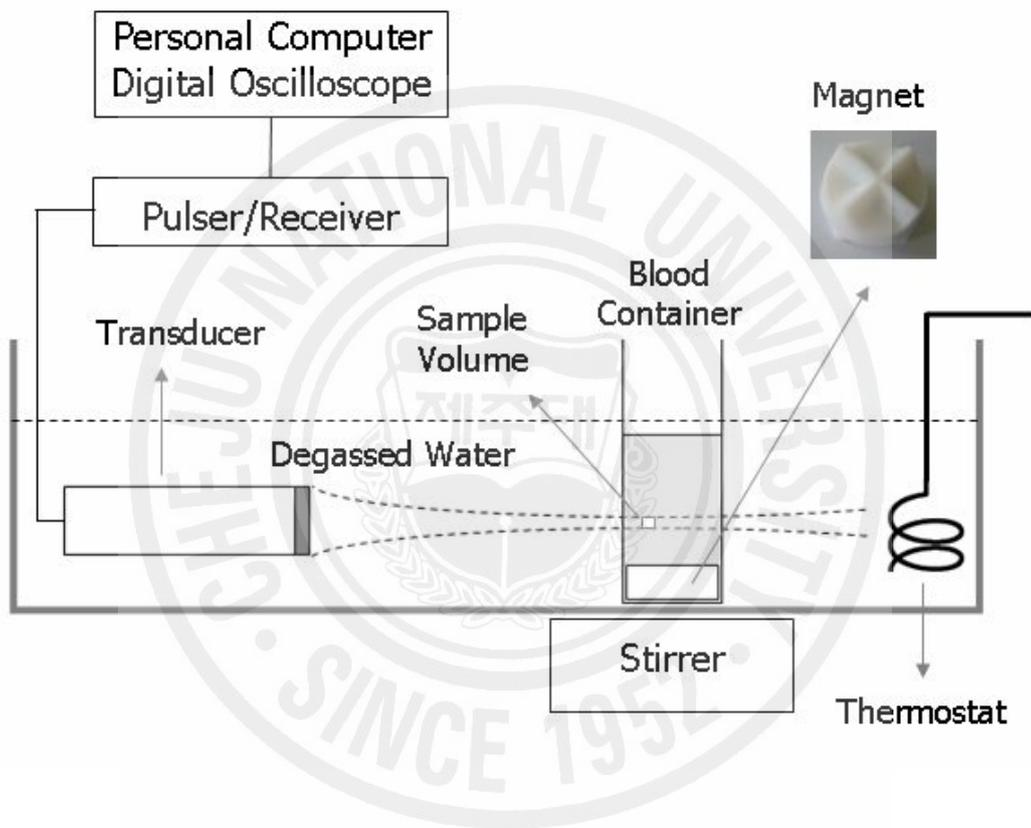 Personal Computer
Digital Oscilloscope
Magnet
Pulser/Receiver
Blood
Container
Sample
Volume
Transducer
Degassed Water
Stirrer
Thermostat
CHEJU NATIONAL UNIVERSITY
제주대
· SINCE 1952 ·